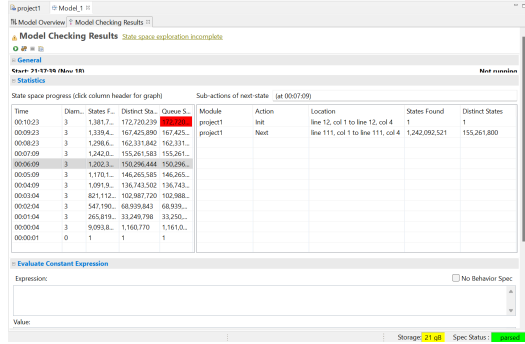 project1 Model_1
Model Overview Model Checking Results
Model Checking Results State space exploration incomplete
General
Start: 21:37:39 (Nov 18) Not running
Statistics
State space progress (click column header for graph) Sub-actions of next-state (at 00:07:09)
Time Diam... States F... Distinct Sta... Queue S... Module Action Location States Found Distinct States
00:10:23 3 1,381,7... 172,720,239 172,720... project1 Init line 12, col 1 to line 12, col 4 1 1
00:09:23 3 1,339,4... 167,425,890 167,425... project1 Next line 111, col 1 to line 111, col 4 1,242,092,521 155,261,800
00:08:23 3 1,298,6... 162,331,842 162,331...
00:07:09 3 1,242,0... 155,261,583 155,261...
00:06:09 3 1,202,3... 150,296,444 150,296...
00:05:09 3 1,170,1... 146,265,585 146,265...
00:04:09 3 1,091,9... 136,743,502 136,743...
00:03:04 3 821,112... 102,987,720 102,988...
00:02:04 3 547,190... 68,939,843 68,939,...
00:01:04 3 265,819... 33,249,798 33,250,...
00:00:04 3 9,093,8... 1,160,770 1,161,0...
00:00:01 0 1 1 1
Evaluate Constant Expression
Expression: No Behavior Spec
Value:
Storage: 21 gB Spec Status : parsed